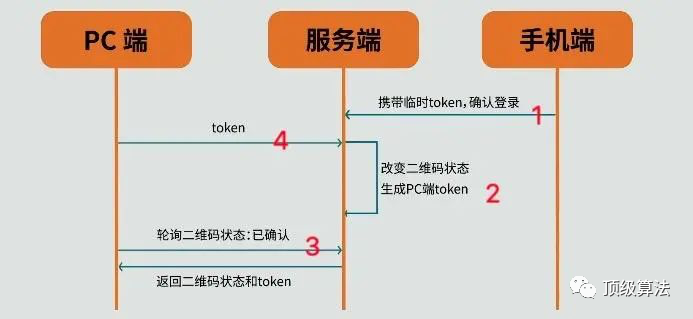 PC 端
服务端
手机端
携带临时token,确认登录
1
token
4
改变二维码状态
生成PC端token
2
轮询二维码状态:已确认
3
返回二维码状态和token
顶级算法